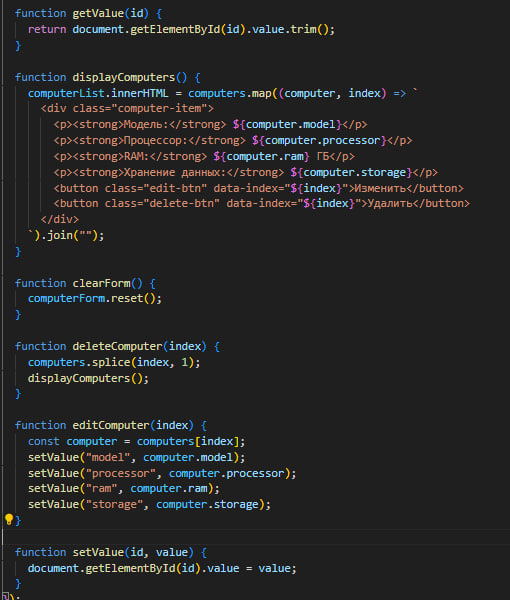 function getValue(id) {
  return document.getElementById(id).value.trim();
}

function displayComputers() {
  computerList.innerHTML = computers.map((computer, index) => `
    <div class="computer-item">
      <p><strong>Модель:</strong> ${computer.model}</p>
      <p><strong>Процессор:</strong> ${computer.processor}</p>
      <p><strong>RAM:</strong> ${computer.ram} ГБ</p>
      <p><strong>Хранение данных:</strong> ${computer.storage}</p>
      <button class="edit-btn" data-index="${index}">Изменить</button>
      <button class="delete-btn" data-index="${index}">Удалить</button>
    </div>
  `).join("");
}

function clearForm() {
  computerForm.reset();
}

function deleteComputer(index) {
  computers.splice(index, 1);
  displayComputers();
}

function editComputer(index) {
  const computer = computers[index];
  setValue("model", computer.model);
  setValue("processor", computer.processor);
  setValue("ram", computer.ram);
  setValue("storage", computer.storage);
}

function setValue(id, value) {
  document.getElementById(id).value = value;
}
});